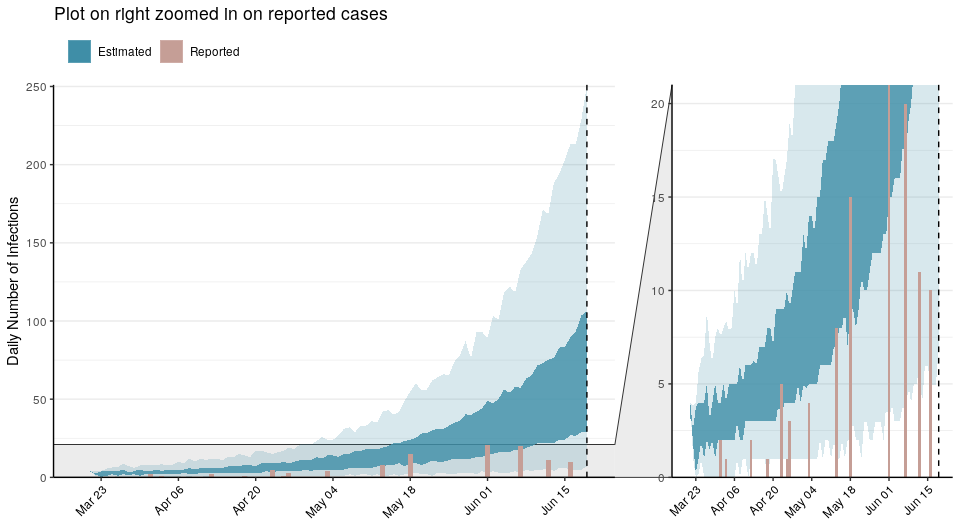 Plot on right zoomed in on reported cases
Estimated Reported
Daily Number of Infections
250
200
150
100
50
0
Mar 23 Apr 06 Apr 20 May 04 May 18 Jun 01 Jun 15
20
15
10
5
0
Mar 23 Apr 06 Apr 20 May 04 May 18 Jun 01 Jun 15